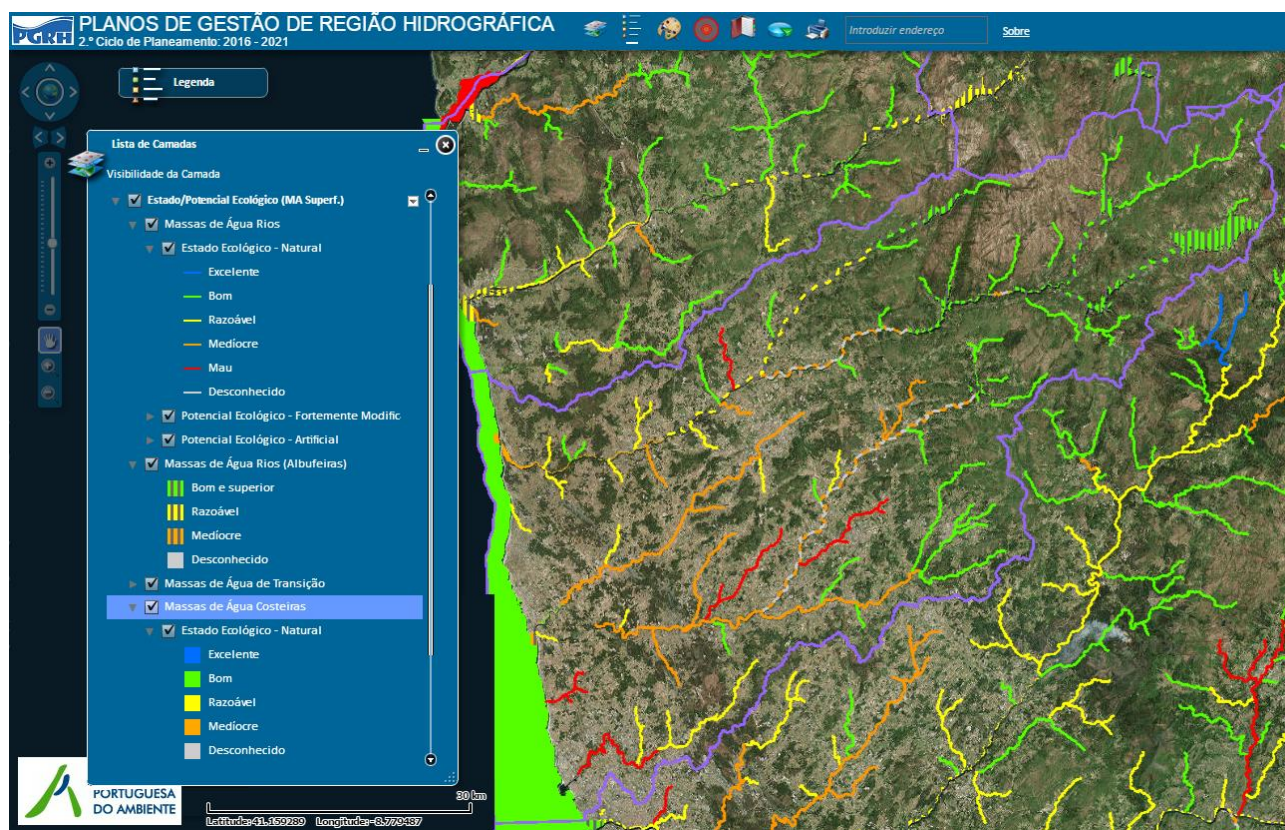 PGRH
PLANOS DE GESTÃO DE REGIÃO HIDROGRÁFICA
2.º Ciclo de Planeamento: 2016 - 2021
Introduzir endereço
Sobre
Legenda
Lista de Camadas
Visibilidade da Camada
Estado/Potencial Ecológico (MA Superf.)
Massas de Água Rios
Estado Ecológico - Natural
Excelente
Bom
Razoável
Medíocre
Mau
Desconhecido
Potencial Ecológico - Fortemente Modific
Potencial Ecológico - Artificial
Massas de Água Rios (Albufeiras)
Bom e superior
Razoável
Medíocre
Desconhecido
Massas de Água de Transição
Massas de Água Costeiras
Estado Ecológico - Natural
Excelente
Bom
Razoável
Medíocre
Desconhecido
PORTUGUESA
DO AMBIENTE
30 km
Latitude: 41.159289 Longitude: -8.779487